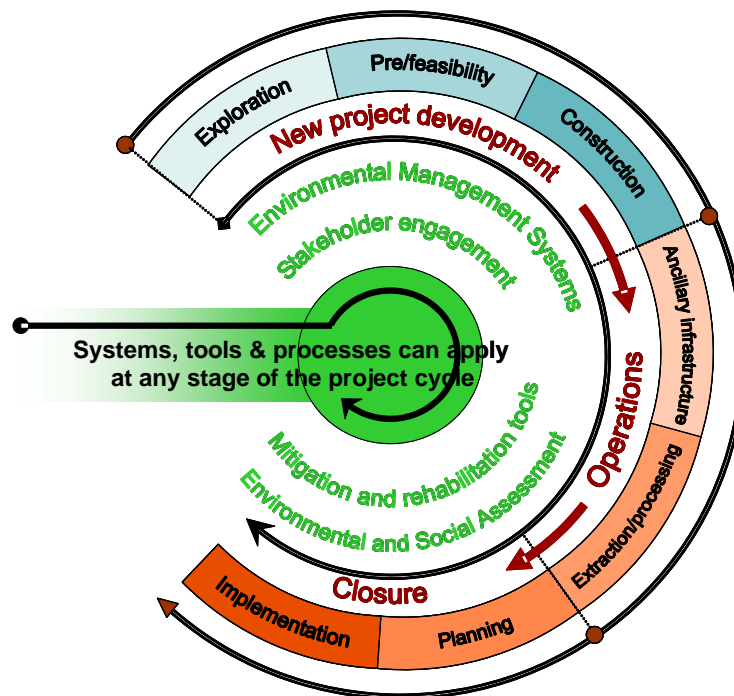 Exploration
Pre/feasibility
Construction
New project development
Environmental Management Systems
Stakeholder engagement
Ancillary infrastructure
Systems, tools & processes can apply
at any stage of the project cycle
Operations
Mitigation and rehabilitation tools
Environmental and Social Assessment
Extraction/processing
Closure
Planning
Implementation